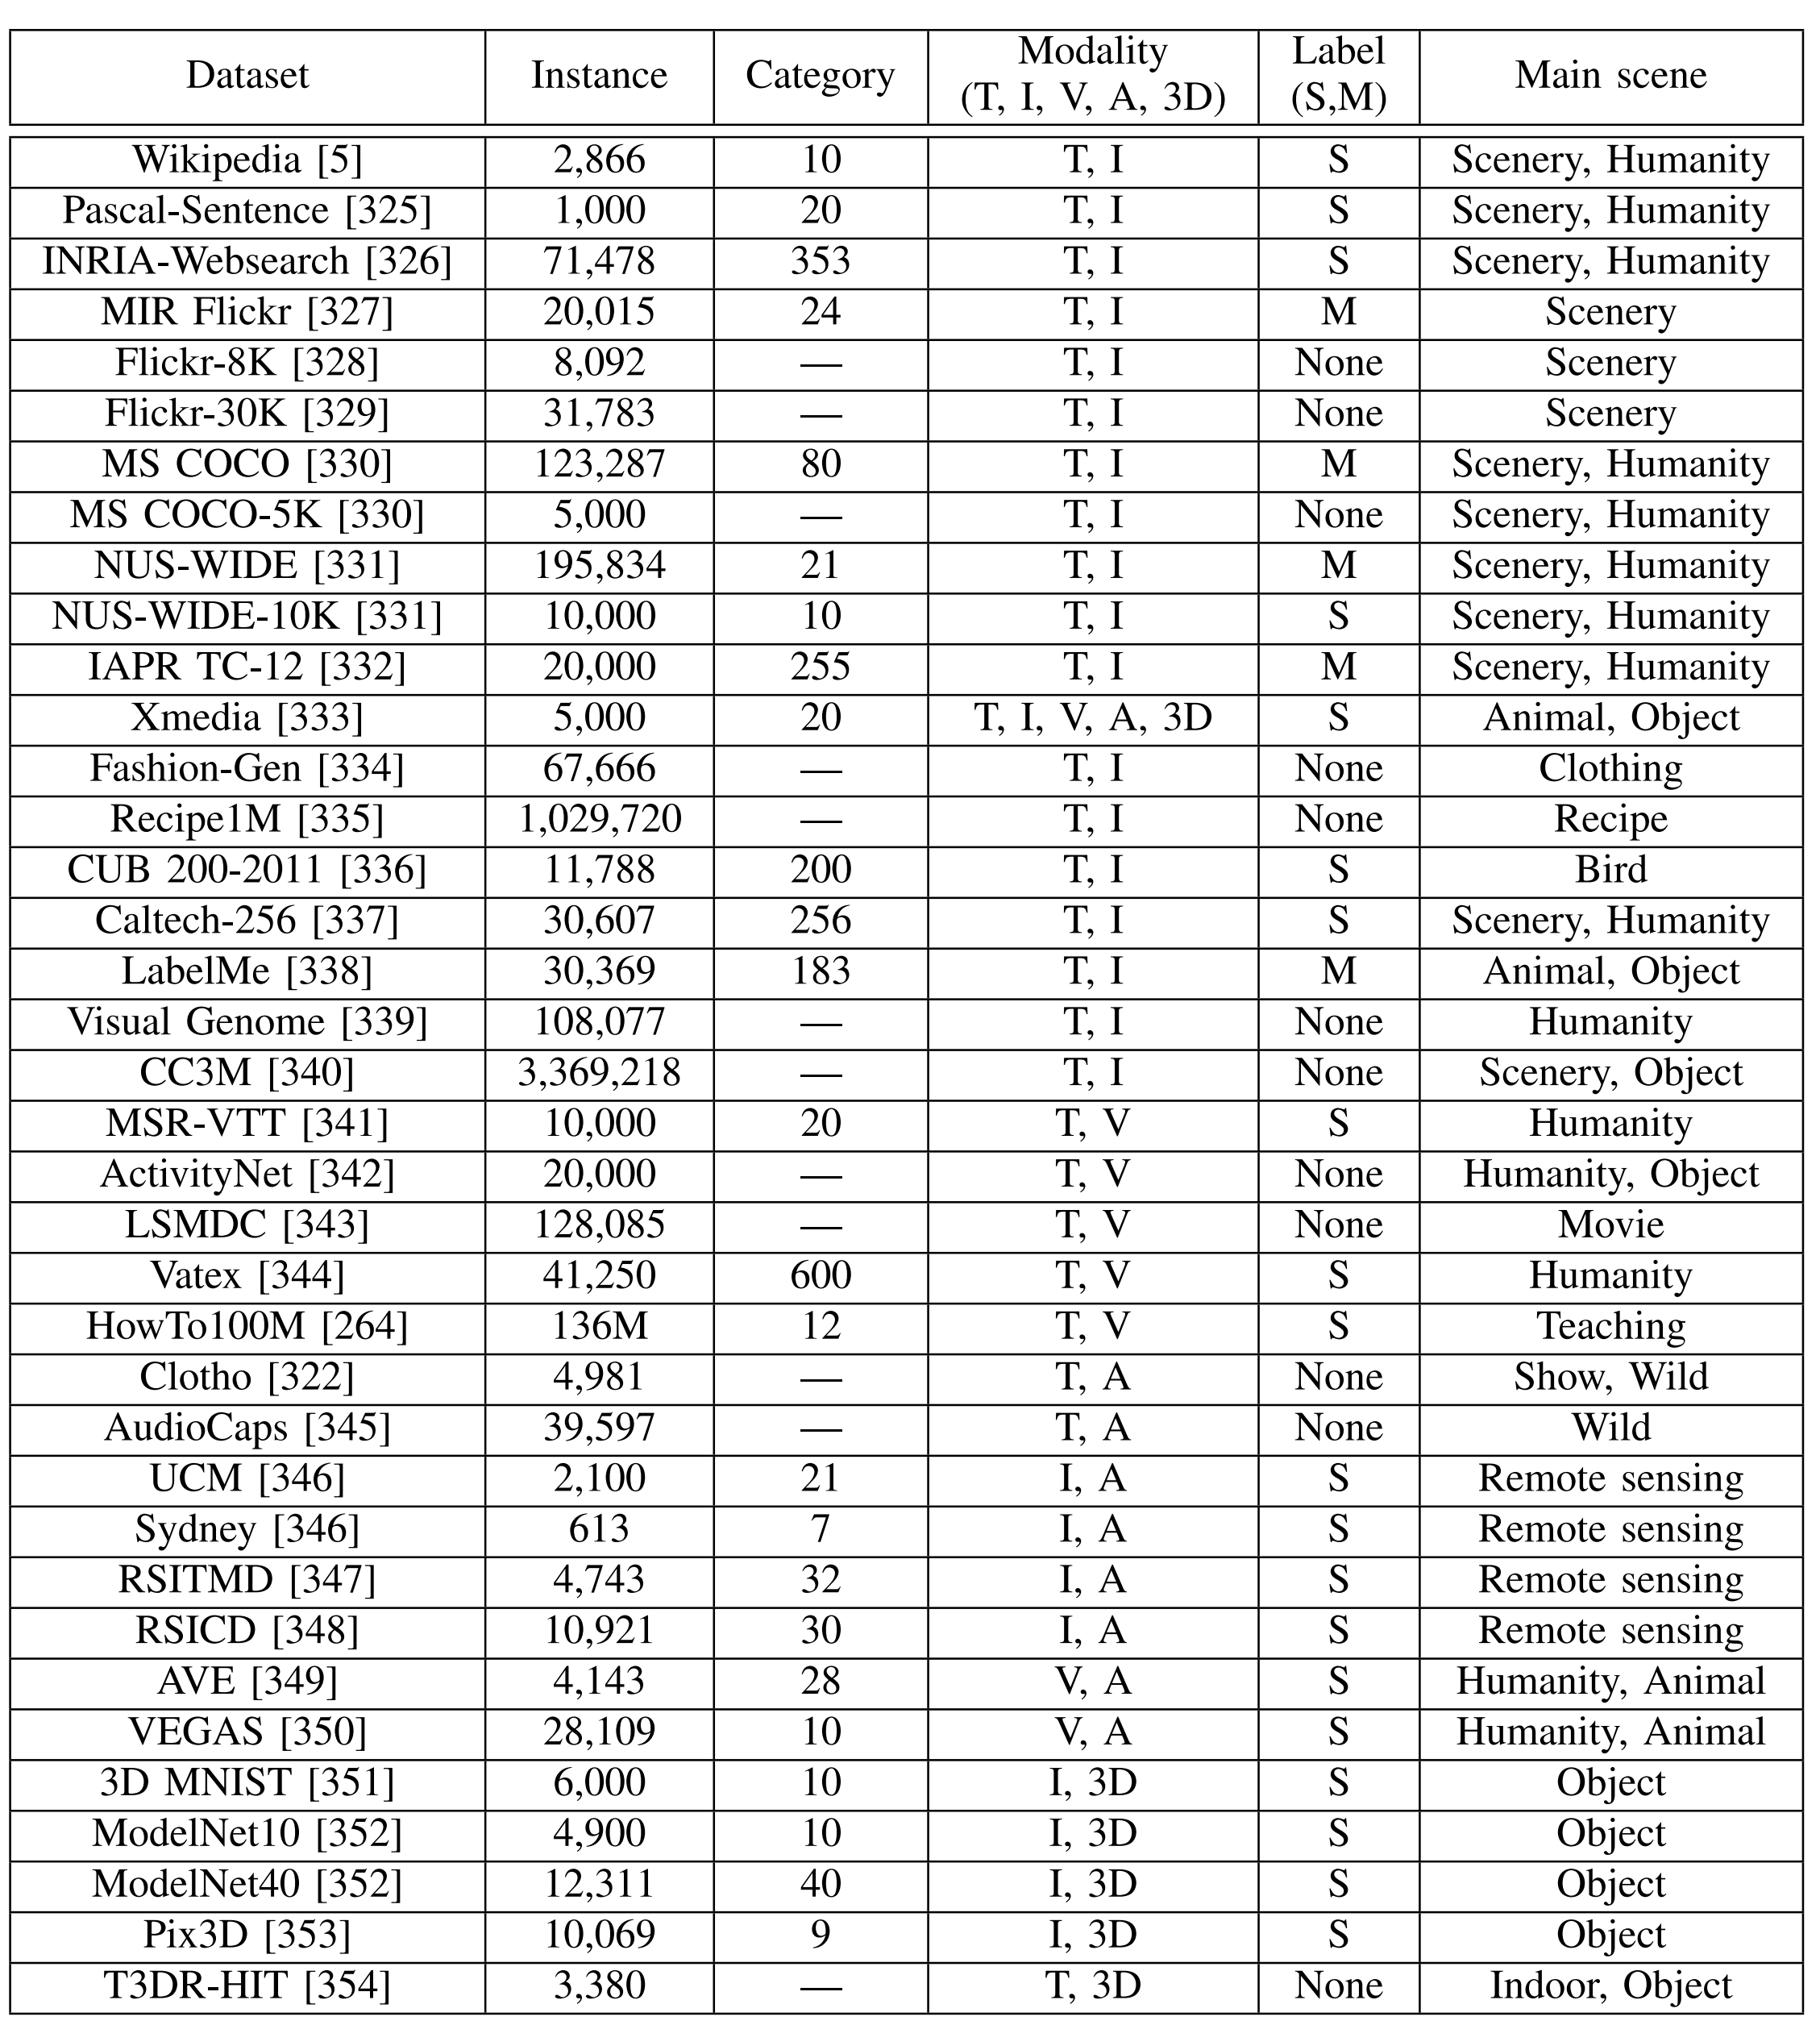 Dataset Instance Category Modality (T, I, V, A, 3D) Label (S,M) Main scene
Wikipedia [5] 2,866 10 T, I S Scenery, Humanity
Pascal-Sentence [325] 1,000 20 T, I S Scenery, Humanity
INRIA-Websearch [326] 71,478 353 T, I S Scenery, Humanity
MIR Flickr [327] 20,015 24 T, I M Scenery
Flickr-8K [328] 8,092 — T, I None Scenery
Flickr-30K [329] 31,783 — T, I None Scenery
MS COCO [330] 123,287 80 T, I M Scenery, Humanity
MS COCO-5K [330] 5,000 — T, I None Scenery, Humanity
NUS-WIDE [331] 195,834 21 T, I M Scenery, Humanity
NUS-WIDE-10K [331] 10,000 10 T, I S Scenery, Humanity
IAPR TC-12 [332] 20,000 255 T, I M Scenery, Humanity
Xmedia [333] 5,000 20 T, I, V, A, 3D S Animal, Object
Fashion-Gen [334] 67,666 — T, I None Clothing
Recipe1M [335] 1,029,720 — T, I None Recipe
CUB 200-2011 [336] 11,788 200 T, I S Bird
Caltech-256 [337] 30,607 256 T, I S Scenery, Humanity
LabelMe [338] 30,369 183 T, I M Animal, Object
Visual Genome [339] 108,077 — T, I None Humanity
CC3M [340] 3,369,218 — T, I None Scenery, Object
MSR-VTT [341] 10,000 20 T, V S Humanity
ActivityNet [342] 20,000 — T, V None Humanity, Object
LSMDC [343] 128,085 — T, V None Movie
Vatex [344] 41,250 600 T, V S Humanity
HowTo100M [264] 136M 12 T, V S Teaching
Clotho [322] 4,981 — T, A None Show, Wild
AudioCaps [345] 39,597 — T, A None Wild
UCM [346] 2,100 21 I, A S Remote sensing
Sydney [346] 613 7 I, A S Remote sensing
RSITMD [347] 4,743 32 I, A S Remote sensing
RSICD [348] 10,921 30 I, A S Remote sensing
AVE [349] 4,143 28 V, A S Humanity, Animal
VEGAS [350] 28,109 10 V, A S Humanity, Animal
3D MNIST [351] 6,000 10 I, 3D S Object
ModelNet10 [352] 4,900 10 I, 3D S Object
ModelNet40 [352] 12,311 40 I, 3D S Object
Pix3D [353] 10,069 9 I, 3D S Object
T3DR-HIT [354] 3,380 — T, 3D None Indoor, Object